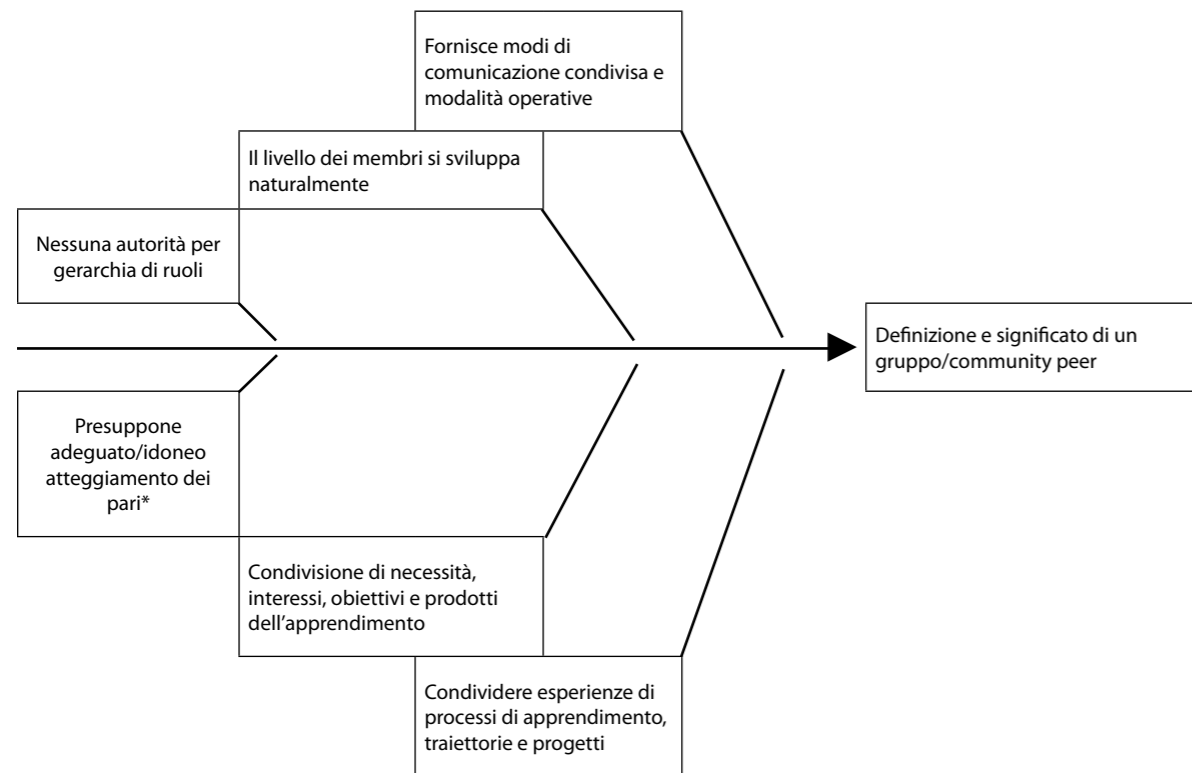 Fornisce modi di
comunicazione condivisa e
modalità operative
Il livello dei membri si sviluppa
naturalmente
Nessuna autorità per
gerarchia di ruoli
Definizione e significato di un
gruppo/community peer
Presuppone
adeguato/idoneo
atteggiamento dei
pari*
Condivisione di necessità,
interessi, obiettivi e prodotti
dell’apprendimento
Condividere esperienze di
processi di apprendimento,
traiettorie e progetti